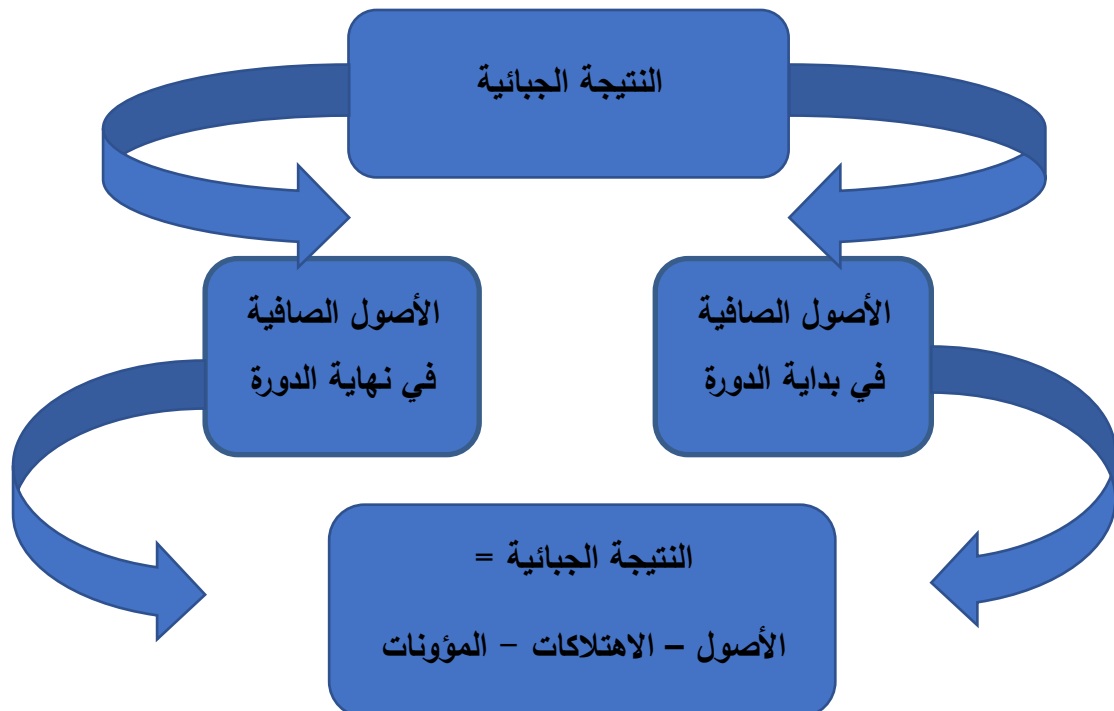 النتيجة الجبائية
الأصول الصافية
في بداية الدورة
الأصول الصافية
في نهاية الدورة
النتيجة الجبائية =
الأصول – الاهتلاكات – المؤونات